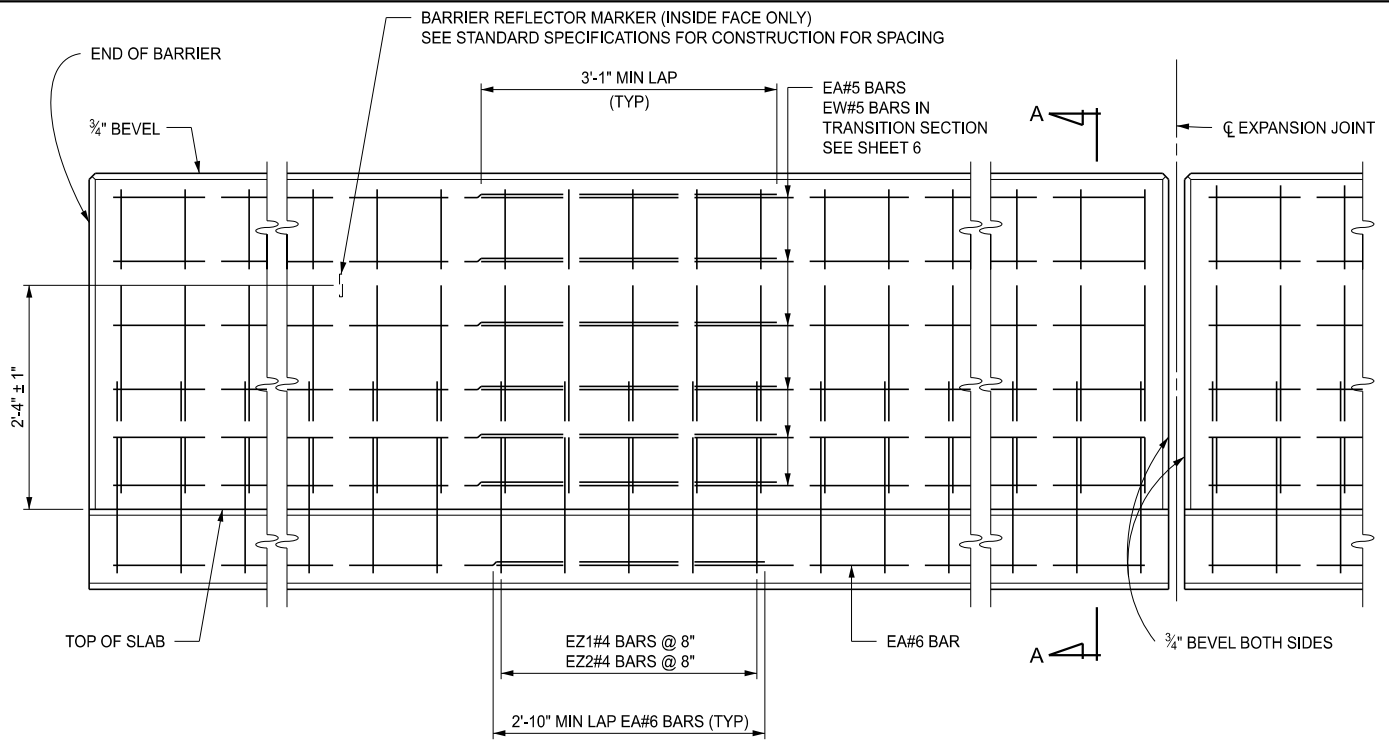 BARRIER REFLECTOR MARKER (INSIDE FACE ONLY)
SEE STANDARD SPECIFICATIONS FOR CONSTRUCTION FOR SPACING
END OF BARRIER
3'-1" MIN LAP
(TYP)
EA#5 BARS
EW#5 BARS IN
TRANSITION SECTION
SEE SHEET 6
A
℄ EXPANSION JOINT
¾" BEVEL
2'-4" ± 1"
TOP OF SLAB
EZ1#4 BARS @ 8"
EZ2#4 BARS @ 8"
EA#6 BAR
A
¾" BEVEL BOTH SIDES
2'-10" MIN LAP EA#6 BARS (TYP)